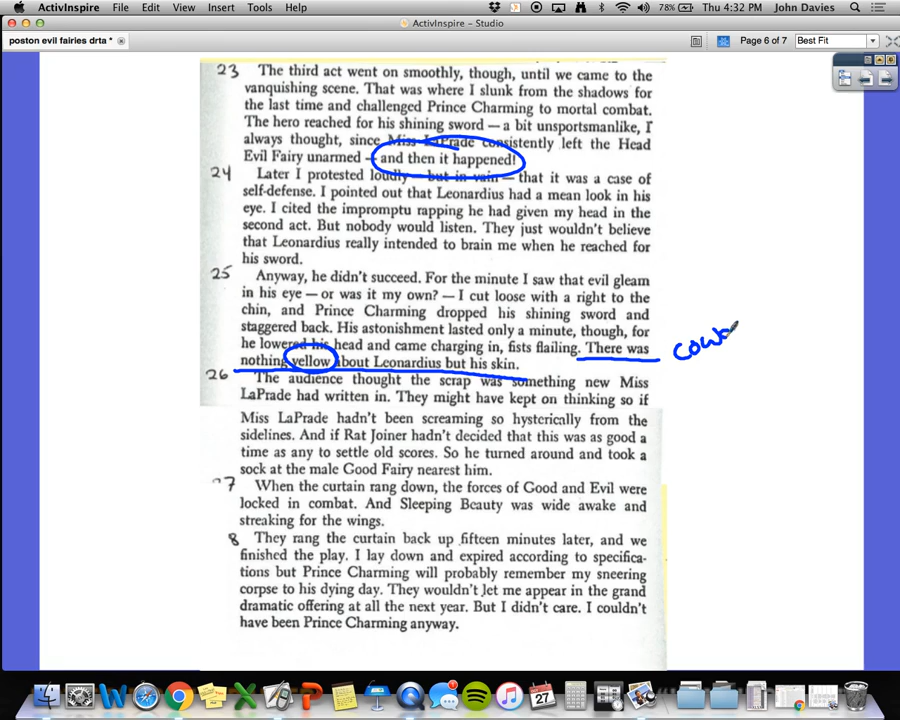 ActivInspire File Edit View Insert Tools Help 78% Thu 4:32 PM John Davies
ActivInspire - Studio
poston evil fairies drta * Page 6 of 7 Best Fit
23 The third act went on smoothly, though, until we came to the
vanquishing scene. That was where I slunk from the shadows for
the last time and challenged Prince Charming to mortal combat.
The hero reached for his shining sword — a bit unsportsmanlike, I
always thought, since Miss LaPrade consistently left the Head
Evil Fairy unarmed — and then it happened!
24 Later I protested loudly — but in vain — that it was a case of
self-defense. I pointed out that Leonardius had a mean look in his
eye. I cited the impromptu rapping he had given my head in the
second act. But nobody would listen. They just wouldn't believe
that Leonardius really intended to brain me when he reached for
his sword.
25 Anyway, he didn't succeed. For the minute I saw that evil gleam
in his eye — or was it my own? — I cut loose with a right to the
chin, and Prince Charming dropped his shining sword and
staggered back. His astonishment lasted only a minute, though, for
he lowered his head and came charging in, fists flailing. There was
cowa
nothing yellow about Leonardius but his skin.
26 The audience thought the scrap was something new Miss
LaPrade had written in. They might have kept on thinking so if
Miss LaPrade hadn't been screaming so hysterically from the
sidelines. And if Rat Joiner hadn't decided that this was as good a
time as any to settle old scores. So he turned around and took a
sock at the male Good Fairy nearest him.
27 When the curtain rang down, the forces of Good and Evil were
locked in combat. And Sleeping Beauty was wide awake and
streaking for the wings.
8 They rang the curtain back up fifteen minutes later, and we
finished the play. I lay down and expired according to specifica-
tions but Prince Charming will probably remember my sneering
corpse to his dying day. They wouldn't let me appear in the grand
dramatic offering at all the next year. But I didn't care. I couldn't
have been Prince Charming anyway.